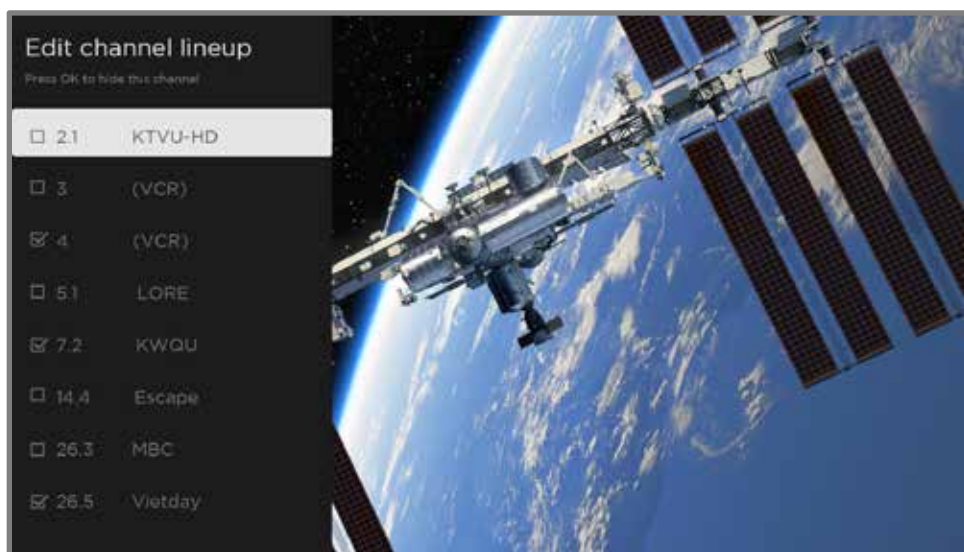 Edit channel lineup
Press OK to hide this channel
2.1 KTVU-HD
3 (VCR)
4 (VCR)
5.1 LORE
7.2 KWQU
14.4 Escape
26.3 MBC
26.5 Vietday